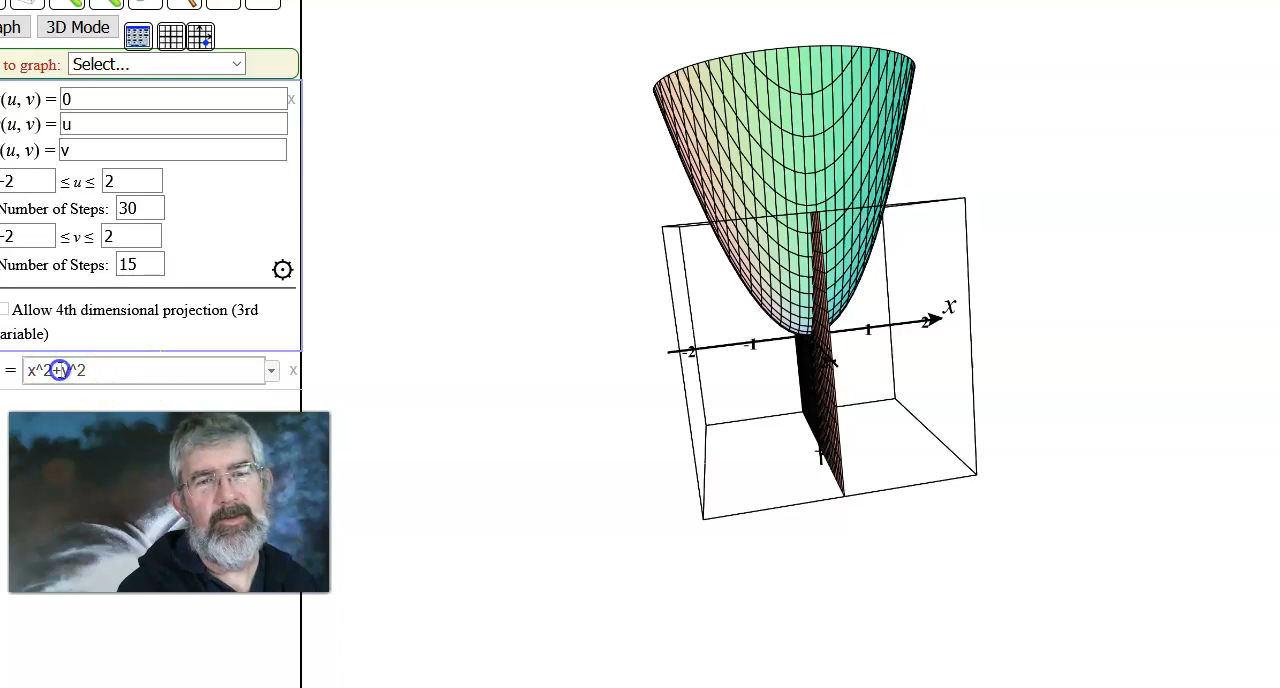 aph 3D Mode
to graph: Select...
(u, v) = 0 x
(u, v) = u
(u, v) = v
-2 ≤ u ≤ 2
Number of Steps: 30
-2 ≤ v ≤ 2
Number of Steps: 15
Allow 4th dimensional projection (3rd
ariable)
= x^2+y^2 x
x
-2 -1 1 2